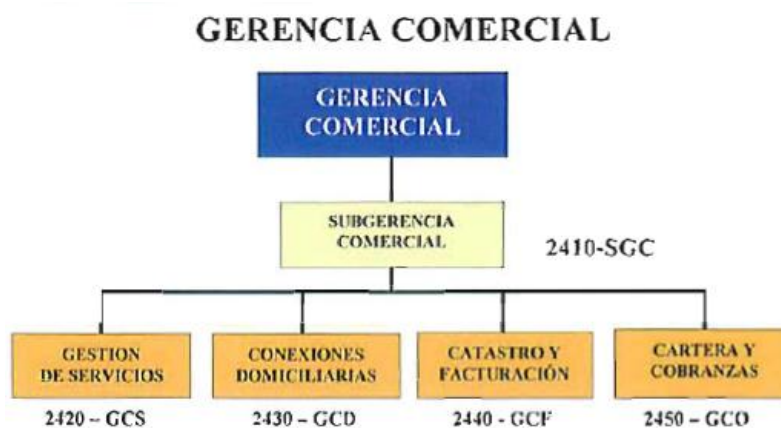 GERENCIA COMERCIAL
GERENCIA
COMERCIAL
SUBGERENCIA
COMERCIAL
2410-SGC
GESTION
DE SERVICIOS
CONEXIONES
DOMICILIARIAS
CATASTRO Y
FACTURACIÓN
CARTERA Y
COBRANZAS
2420 – GCS
2430 – GCD
2440 - GCF
2450 – GCO